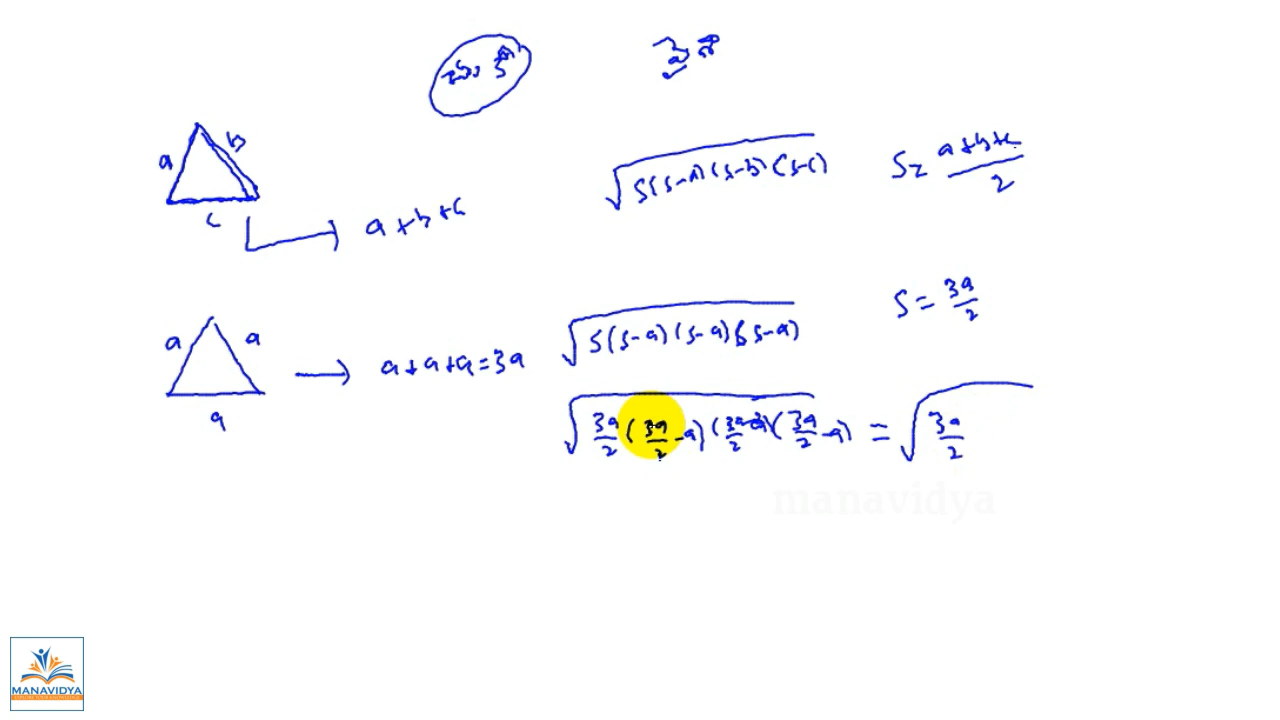 a b
√S(s-a)(s-b)(s-c) S = a+b+c/2
c
a+b+c
S = 3a/2
a a
√S(s-a)(s-a)(s-a)
a+a+a=3a
a
√3a/2(3a/2-a)(3a/2-a)(3a/2-a) = √3a/2
manavidya
MANAVIDYA